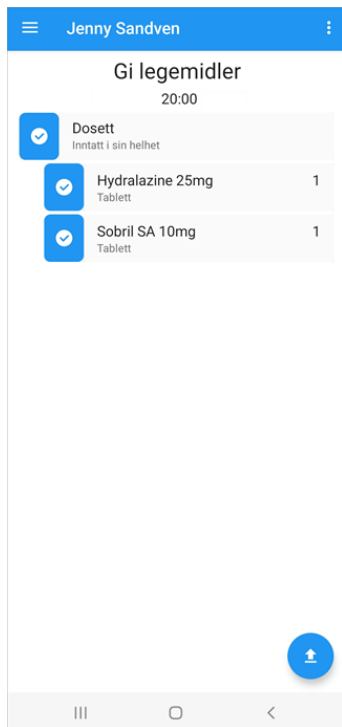 Jenny Sandven
Gi legemidler
20:00
Dosett
Inntatt i sin helhet
Hydralazine 25mg 1
Tablett
Sobril SA 10mg 1
Tablett